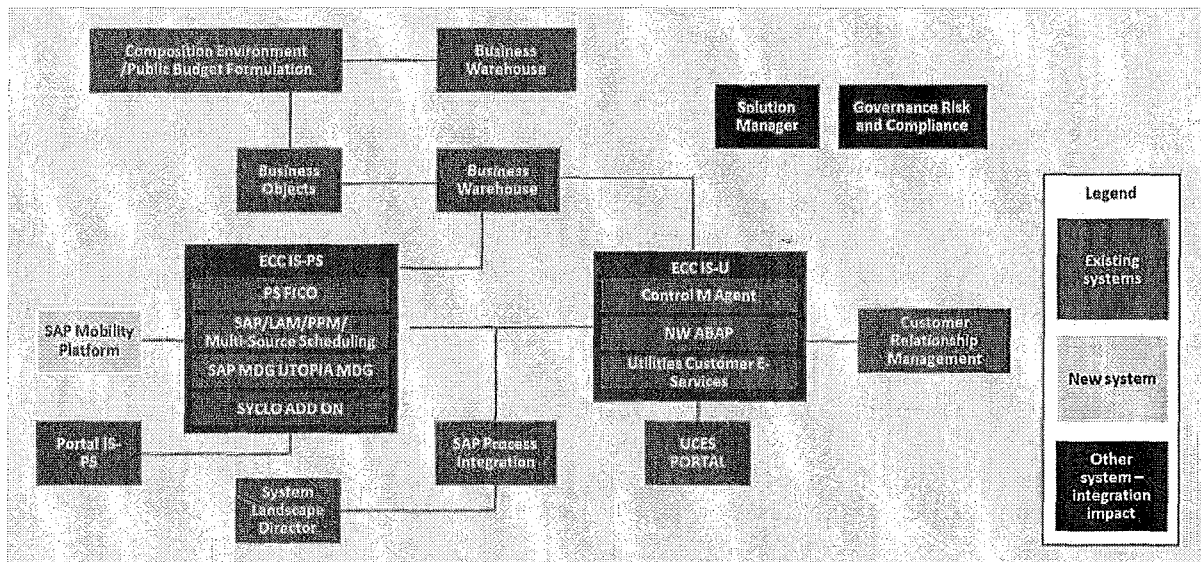 Composition Environment
/Public Budget Formulation
Business
Warehouse
Solution
Manager
Governance Risk
and Compliance
Business
Objects
Business
Warehouse
Legend
Existing
systems
New system
Other
system –
integration
impact
ECC IS-PS
PS FICO
SAP/LAM/PPM/
Multi-Source Scheduling
SAP MDG UTOPIA MDG
SYCLO ADD ON
ECC IS-U
Control M Agent
NW ABAP
Utilities Customer E-
Services
SAP Mobility
Platform
Customer
Relationship
Management
Portal IS-
PS
SAP Process
Integration
UCES
PORTAL
System
Landscape
Director